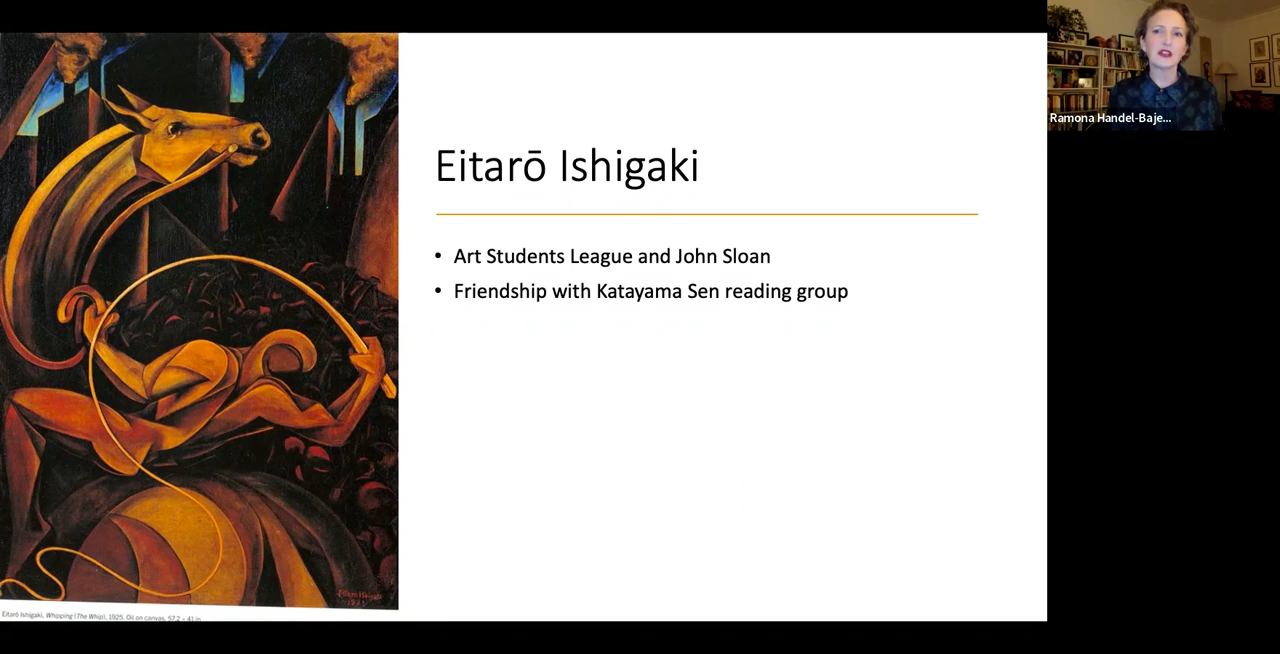 Eitarō Ishigaki
• Art Students League and John Sloan
• Friendship with Katayama Sen reading group
Ramona Handel-Baje...
Eitarō Ishigaki, Whipping (The Whip), 1925. Oil on canvas, 57.2 × 41 in.